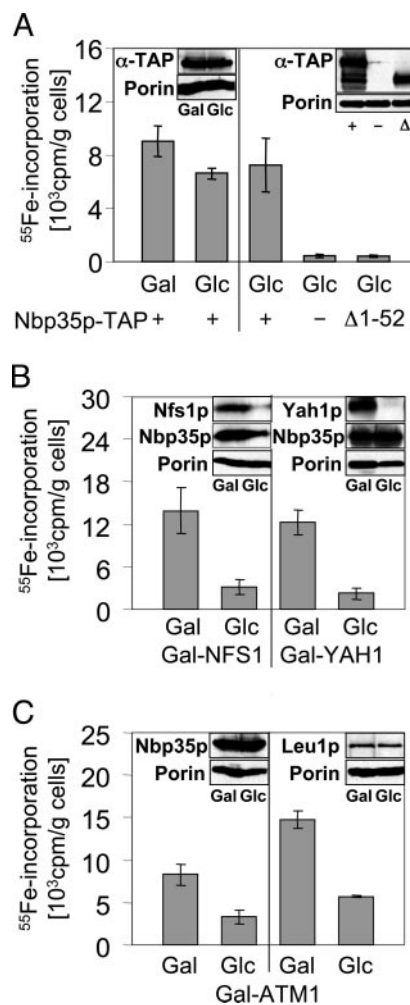 A
⁵⁵Fe-incorporation
[10³cpm/g cells]
16
12
8
4
0
α-TAP
Porin
Gal Glc
α-TAP
Porin
+ − Δ
Gal Glc Glc Glc Glc
Nbp35p-TAP + + + − Δ1-52
B
⁵⁵Fe-incorporation
[10³cpm/g cells]
30
24
18
12
6
0
Nfs1p
Nbp35p
Porin
Gal Glc
Yah1p
Nbp35p
Porin
Gal Glc
Gal Glc Gal Glc
Gal-NFS1 Gal-YAH1
C
⁵⁵Fe-incorporation
[10³cpm/g cells]
25
20
15
10
5
0
Nbp35p
Porin
Gal Glc
Leu1p
Porin
Gal Glc
Gal Glc Gal Glc
Gal-ATM1